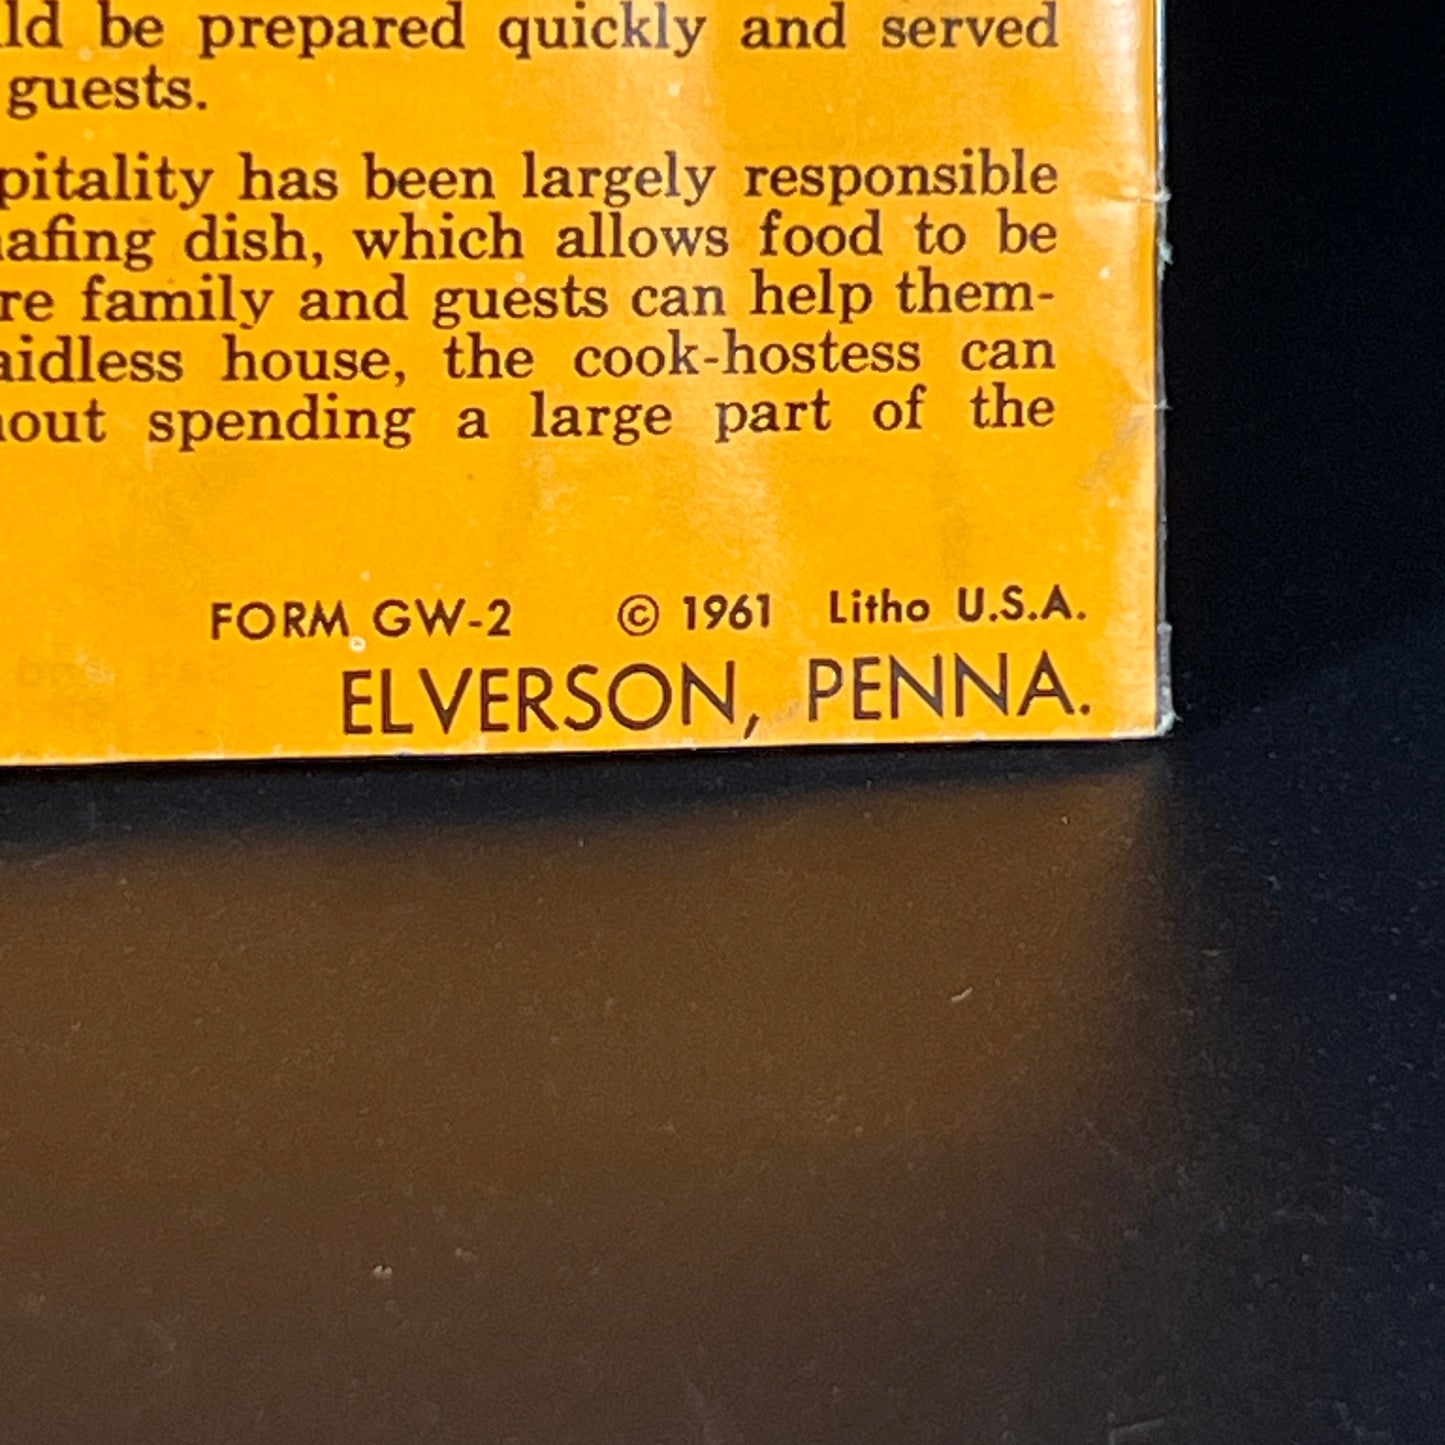 ld be prepared quickly and served
guests.
pitality has been largely responsible
afing dish, which allows food to be
re family and guests can help them-
aidless house, the cook-hostess can
out spending a large part of the
FORM GW-2 © 1961 Litho U.S.A.
ELVERSON, PENNA.